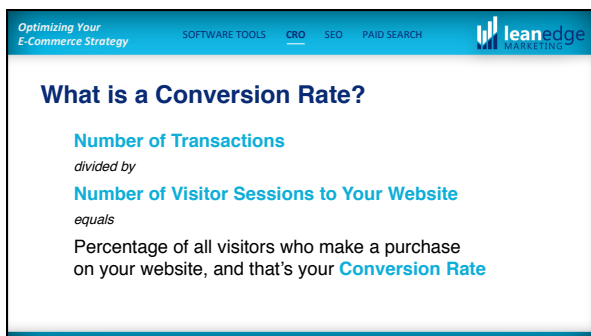 Optimizing Your
E-Commerce Strategy
SOFTWARE TOOLS CRO SEO PAID SEARCH
leanedge
MARKETING
What is a Conversion Rate?
Number of Transactions
divided by
Number of Visitor Sessions to Your Website
equals
Percentage of all visitors who make a purchase
on your website, and that's your Conversion Rate